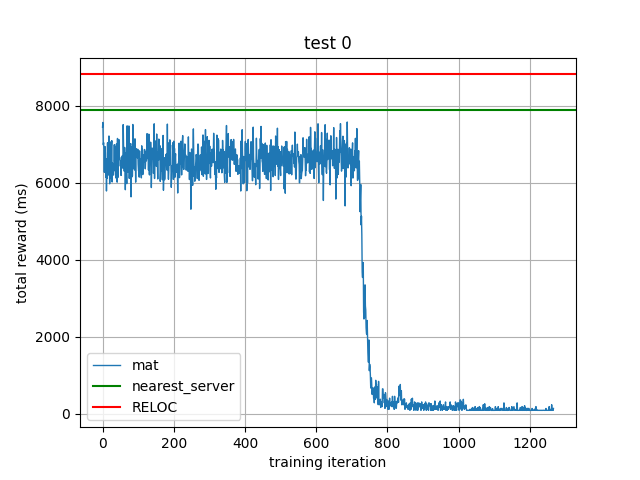 test 0
total reward (ms)
8000
6000
4000
2000
0
mat
nearest_server
RELOC
0 200 400 600 800 1000 1200
training iteration